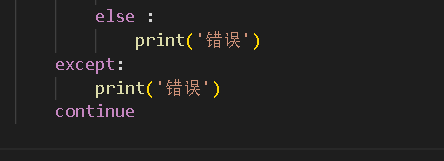 else :
print('错误')
except:
print('错误')
continue